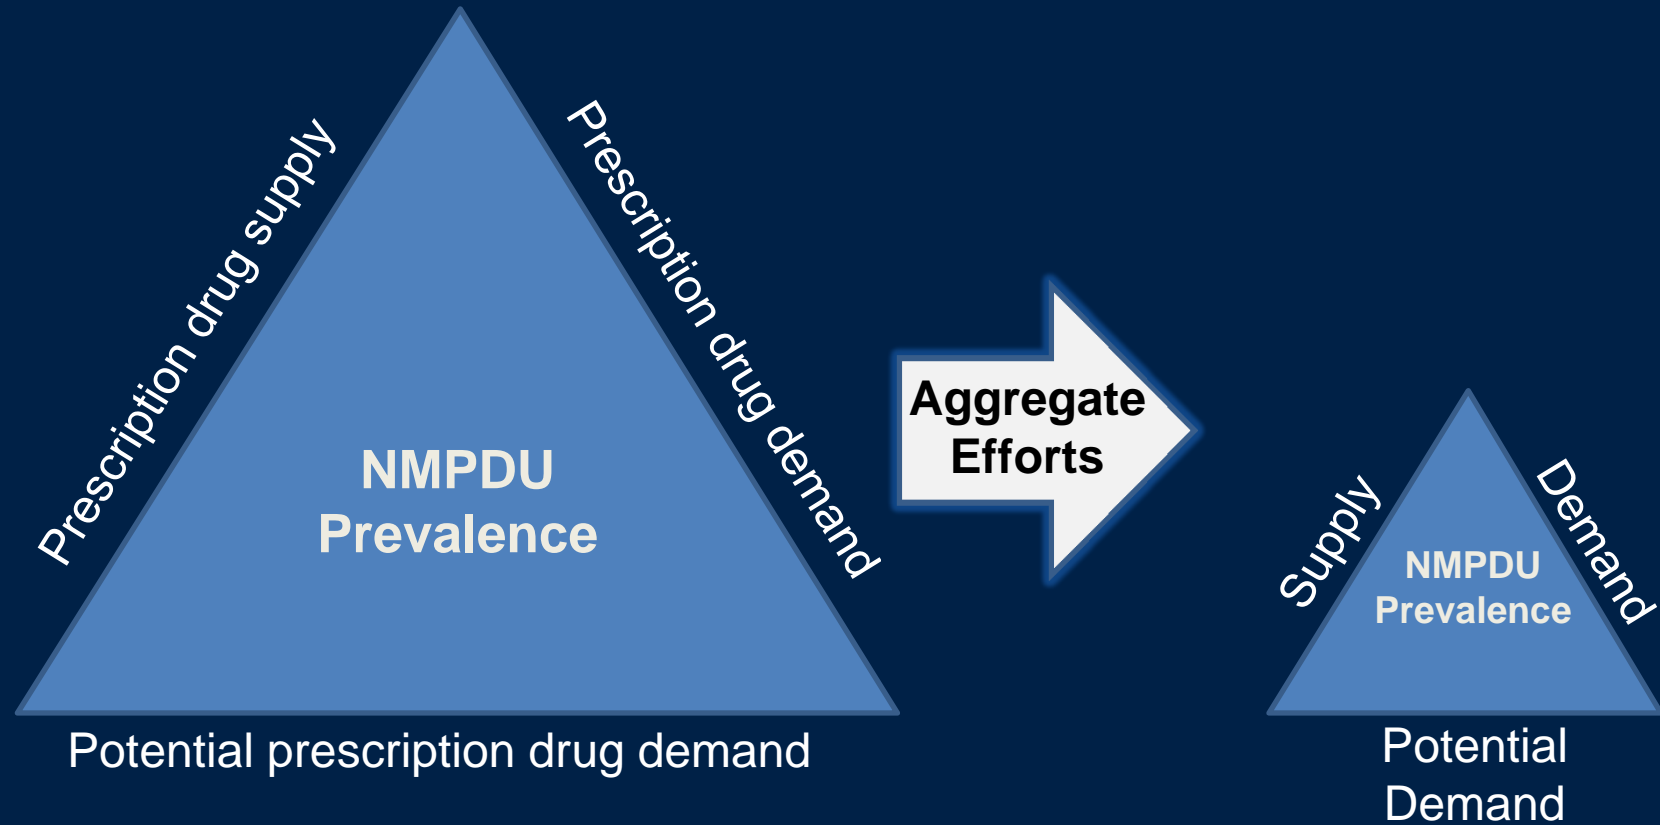 Prescription drug supply
Prescription drug demand
NMPDU
Prevalence
Potential prescription drug demand
Aggregate
Efforts
Supply
Demand
NMPDU
Prevalence
Potential
Demand